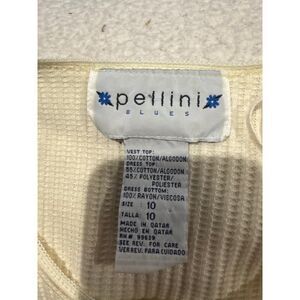 pellini
BLUES
VEST TOP:
100%COTTON/ALGODON
DRESS TOP:
55%COTTON/ALGODON
45% POLYESTER/
POLIESTER
DRESS BOTTOM:
100% RAYON/VISCOSA
SIZE 10
TALLA: 10
MADE IN QATAR
HECHO EN QATAR
RN# 99639
SEE REV. FOR CARE
VER REV. PARA CUIDADO